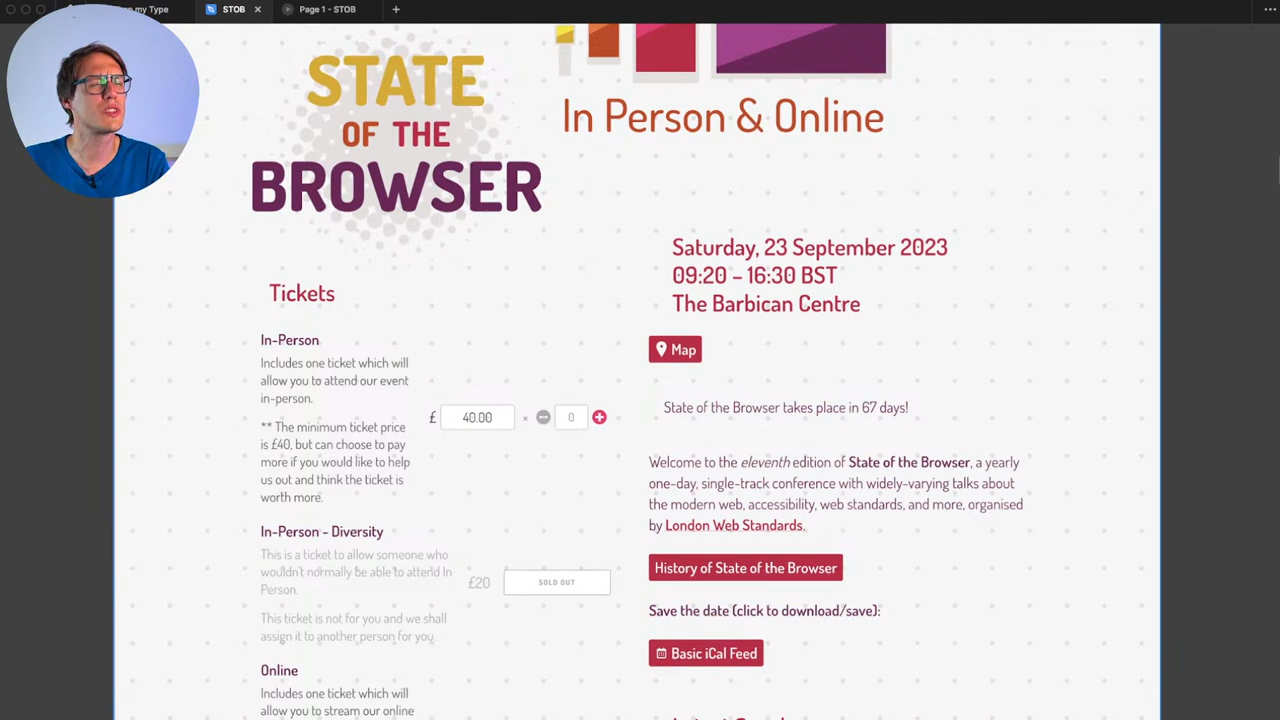 my Type
STOB
Page 1 - STOB
STATE
OF THE
BROWSER
In Person & Online
Saturday, 23 September 2023
09:20 – 16:30 BST
The Barbican Centre
Map
State of the Browser takes place in 67 days!
Welcome to the eleventh edition of State of the Browser, a yearly
one-day, single-track conference with widely-varying talks about
the modern web, accessibility, web standards, and more, organised
by London Web Standards.
History of State of the Browser
Save the date (click to download/save):
Basic iCal Feed
Tickets
In-Person
Includes one ticket which will
allow you to attend our event
in-person.
** The minimum ticket price
is £40, but can choose to pay
more if you would like to help
us out and think the ticket is
worth more.
£ 40.00 × 0
In-Person - Diversity
This is a ticket to allow someone who
wouldn't normally be able to attend In
Person.
This ticket is not for you and we shall
assign it to another person for you.
£20 SOLD OUT
Online
Includes one ticket which will
allow you to stream our online